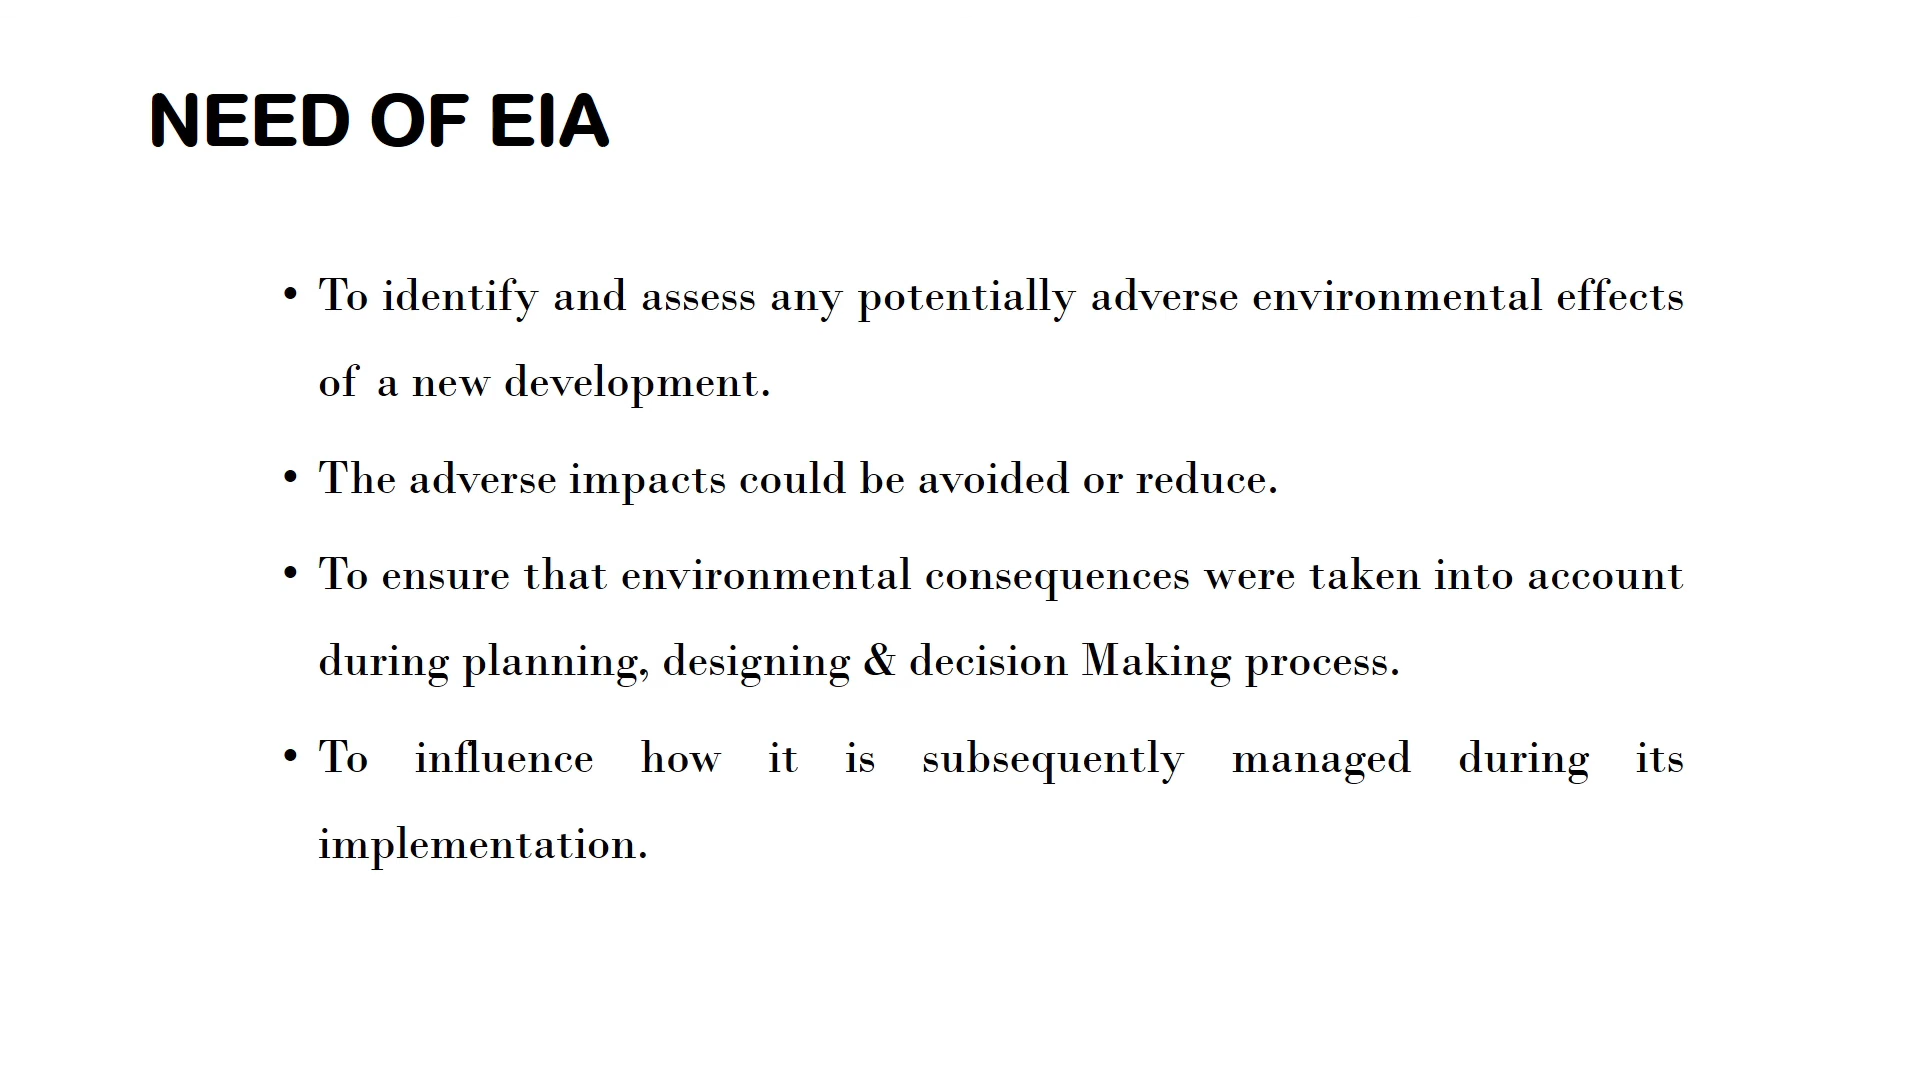 NEED OF EIA
• To identify and assess any potentially adverse environmental effects
of a new development.
• The adverse impacts could be avoided or reduce.
• To ensure that environmental consequences were taken into account
during planning, designing & decision Making process.
• To influence how it is subsequently managed during its
implementation.